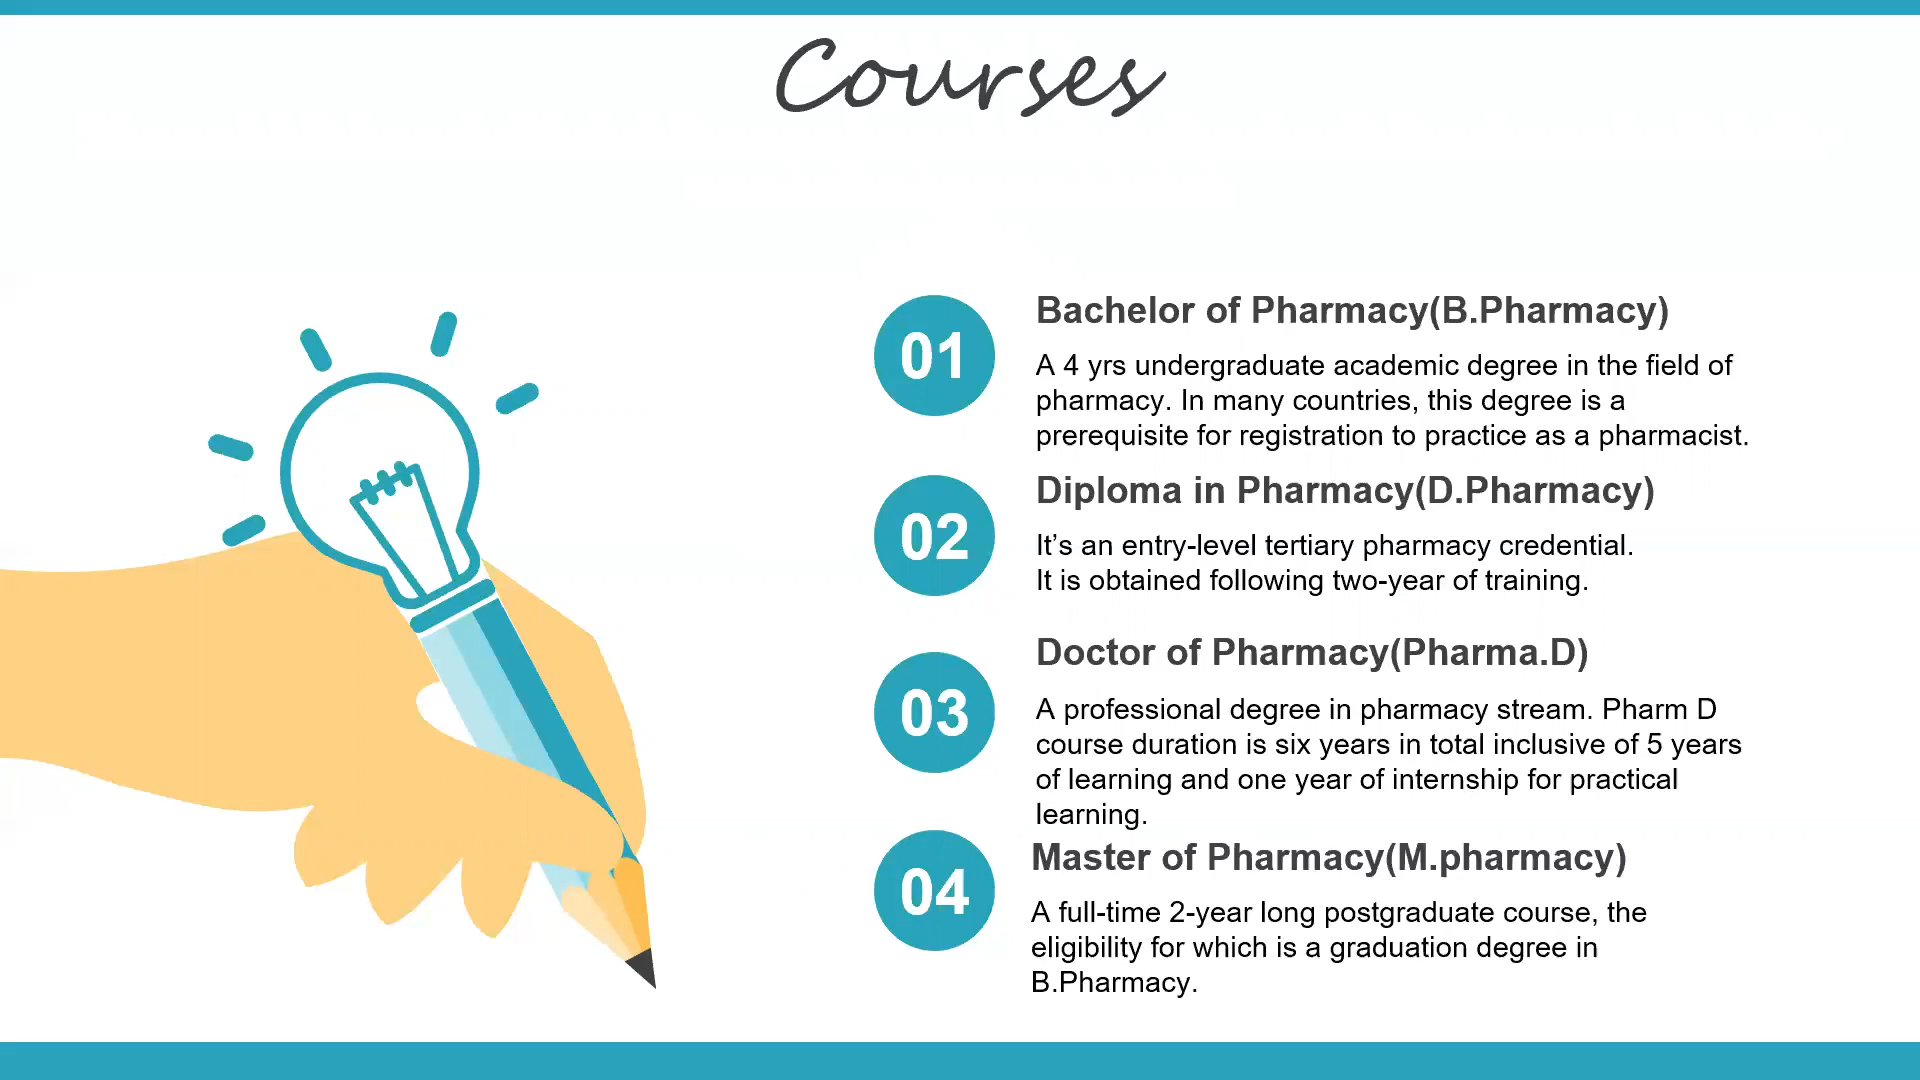 Courses
01
Bachelor of Pharmacy(B.Pharmacy)
A 4 yrs undergraduate academic degree in the field of
pharmacy. In many countries, this degree is a
prerequisite for registration to practice as a pharmacist.
02
Diploma in Pharmacy(D.Pharmacy)
It’s an entry-level tertiary pharmacy credential.
It is obtained following two-year of training.
03
Doctor of Pharmacy(Pharma.D)
A professional degree in pharmacy stream. Pharm D
course duration is six years in total inclusive of 5 years
of learning and one year of internship for practical
learning.
04
Master of Pharmacy(M.pharmacy)
A full-time 2-year long postgraduate course, the
eligibility for which is a graduation degree in
B.Pharmacy.